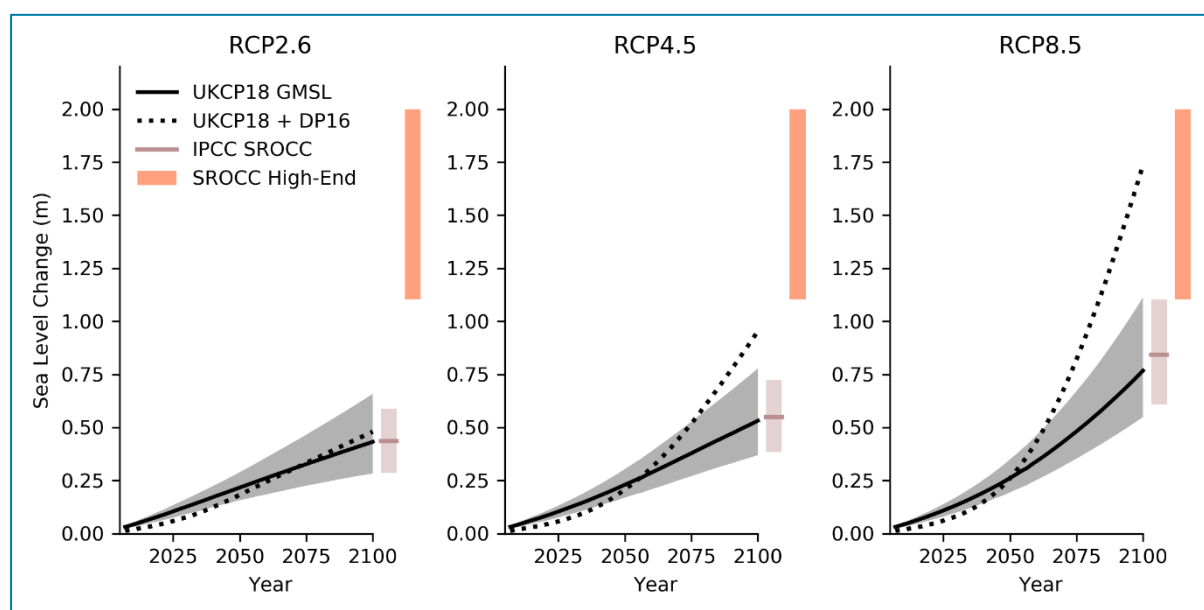 RCP2.6
RCP4.5
RCP8.5
Sea Level Change (m)
2.00
1.75
1.50
1.25
1.00
0.75
0.50
0.25
0.00
UKCP18 GMSL
UKCP18 + DP16
IPCC SROCC
SROCC High-End
2025 2050 2075 2100
Year
2.00
1.75
1.50
1.25
1.00
0.75
0.50
0.25
0.00
2025 2050 2075 2100
Year
2.00
1.75
1.50
1.25
1.00
0.75
0.50
0.25
0.00
2025 2050 2075 2100
Year